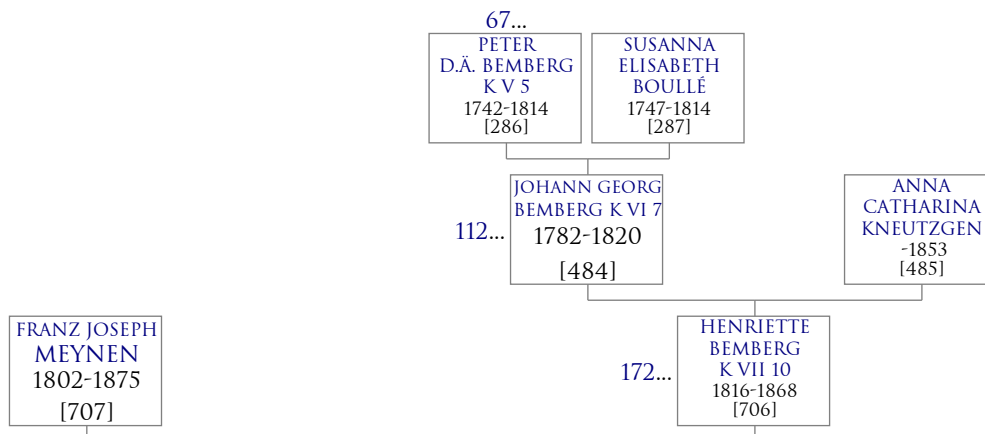 67...
PETER
D.Ä. BEMBERG
K V 5
1742-1814
[286]
SUSANNA
ELISABETH
BOULLÉ
1747-1814
[287]
112...
JOHANN GEORG
BEMBERG K VI 7
1782-1820
[484]
ANNA
CATHARINA
KNEUTZGEN
-1853
[485]
FRANZ JOSEPH
MEYNEN
1802-1875
[707]
172...
HENRIETTE
BEMBERG
K VII 10
1816-1868
[706]